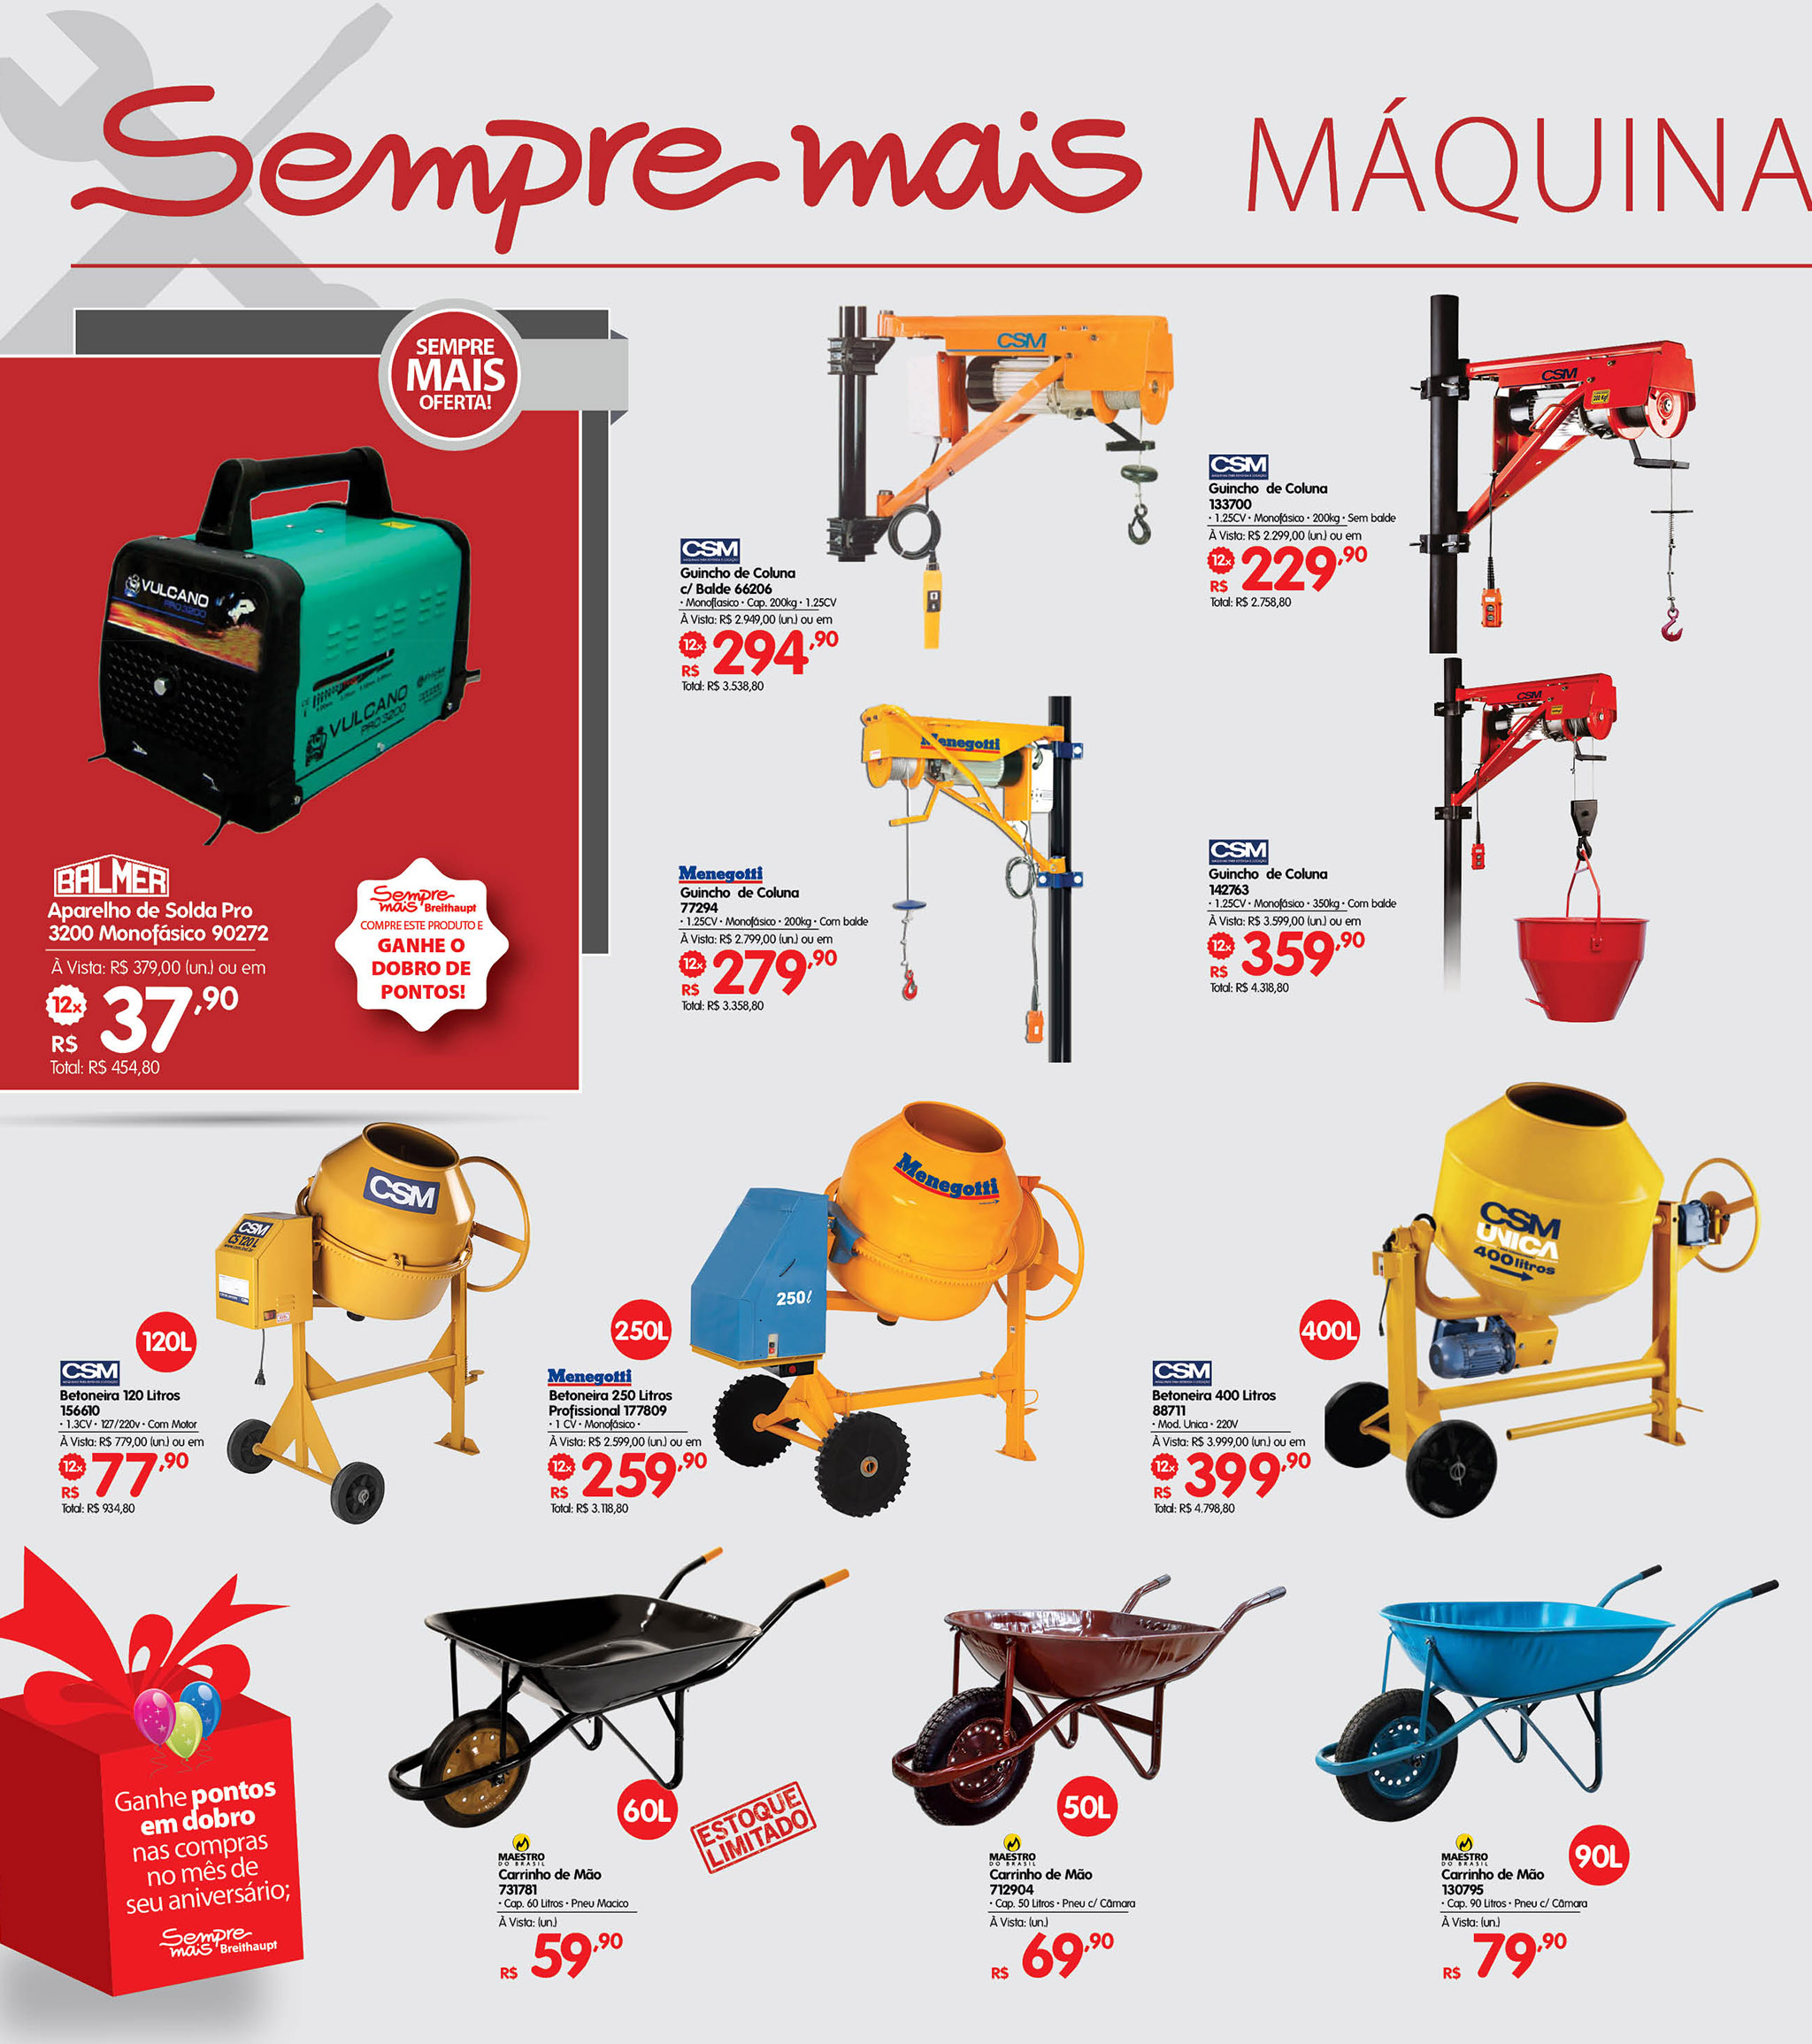 Sempre mais MÁQUINA
SEMPRE
MAIS
OFERTA!
VULCANO
PRO 3200
VULCANO
PRO 3200
BALMER
Aparelho de Solda Pro
3200 Monofásico 90272
À Vista: R$ 379,00 (un.) ou em
12x
R$ 37,90
Total: R$ 454,80
Sempre
mais Breithaupt
COMPRE ESTE PRODUTO E
GANHE O
DOBRO DE
PONTOS!
CSM
CSM
Guincho de Coluna
c/ Balde 66206
• Monoflasico • Cap. 200kg • 1.25CV
À Vista: R$ 2.949,00 (un.) ou em
12x
R$ 294,90
Total: R$ 3.538,80
CSM
CSM
Guincho de Coluna
133700
• 1.25CV • Monofásico • 200kg • Sem balde
À Vista: R$ 2.299,00 (un.) ou em
12x
R$ 229,90
Total: R$ 2.758,80
Menegotti
Menegotti
Guincho de Coluna
77294
• 1.25CV • Monofásico • 200kg • Com balde
À Vista: R$ 2.799,00 (un.) ou em
12x
R$ 279,90
Total: R$ 3.358,80
CSM
CSM
Guincho de Coluna
142763
• 1.25CV • Monofásico • 350kg • Com balde
À Vista: R$ 3.599,00 (un.) ou em
12x
R$ 359,90
Total: R$ 4.318,80
CSM
CSM
CS 120 L
120L
CSM
Betoneira 120 Litros
156610
• 1.3CV • 127/220v • Com Motor
À Vista: R$ 779,00 (un.) ou em
12x
R$ 77,90
Total: R$ 934,80
Menegotti
250l
250L
Menegotti
Betoneira 250 Litros
Profissional 177809
• 1 CV • Monofásico •
À Vista: R$ 2.599,00 (un.) ou em
12x
R$ 259,90
Total: R$ 3.118,80
CSM
UNICA
400litros
400L
CSM
Betoneira 400 Litros
88711
• Mod. Unica • 220V
À Vista: R$ 3.999,00 (un.) ou em
12x
R$ 399,90
Total: R$ 4.798,80
Ganhe pontos
em dobro
nas compras
no mês de
seu aniversário;
Sempre
mais Breithaupt
60L
ESTOQUE
LIMITADO
MAESTRO
DO BRASIL
Carrinho de Mão
731781
• Cap. 60 Litros • Pneu Macico
À Vista: (un.)
R$ 59,90
50L
MAESTRO
DO BRASIL
Carrinho de Mão
712904
• Cap. 50 Litros • Pneu c/ Câmara
À Vista: (un.)
R$ 69,90
90L
MAESTRO
DO BRASIL
Carrinho de Mão
130795
• Cap. 90 Litros • Pneu c/ Câmara
À Vista: (un.)
R$ 79,90